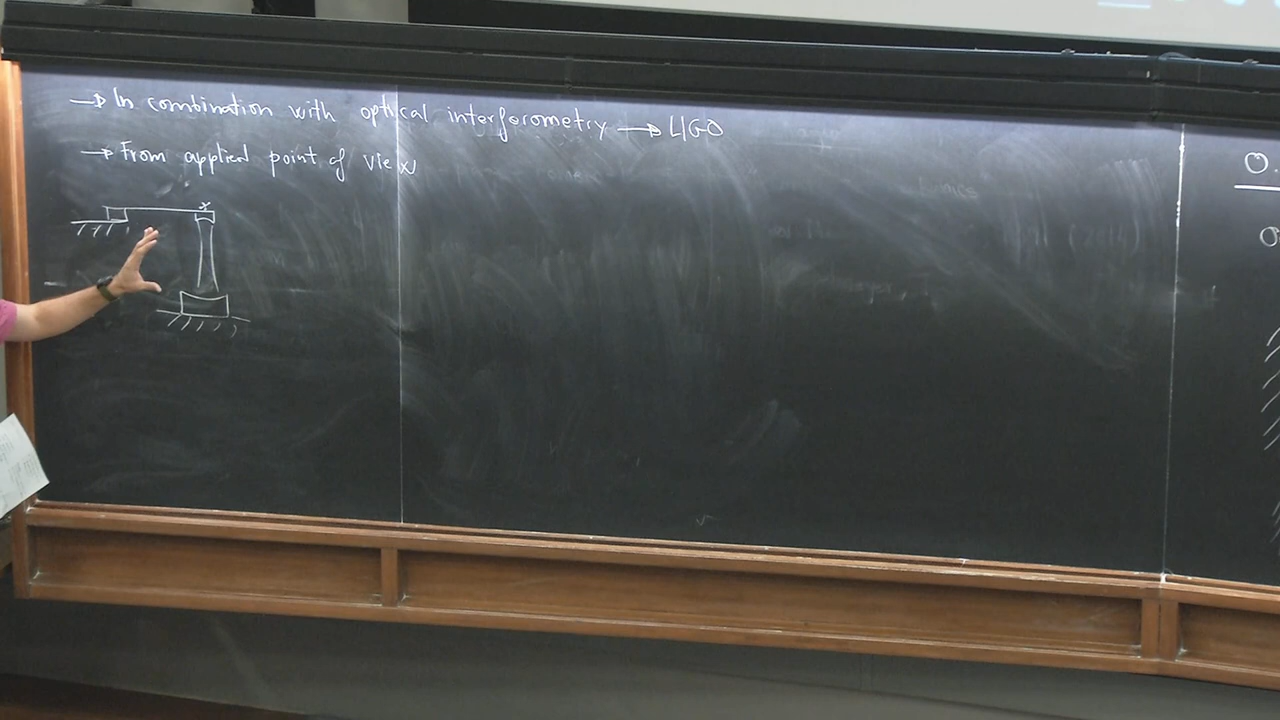 → In combination with optical interferometry → LIGO
→ From applied point of view
x
O.